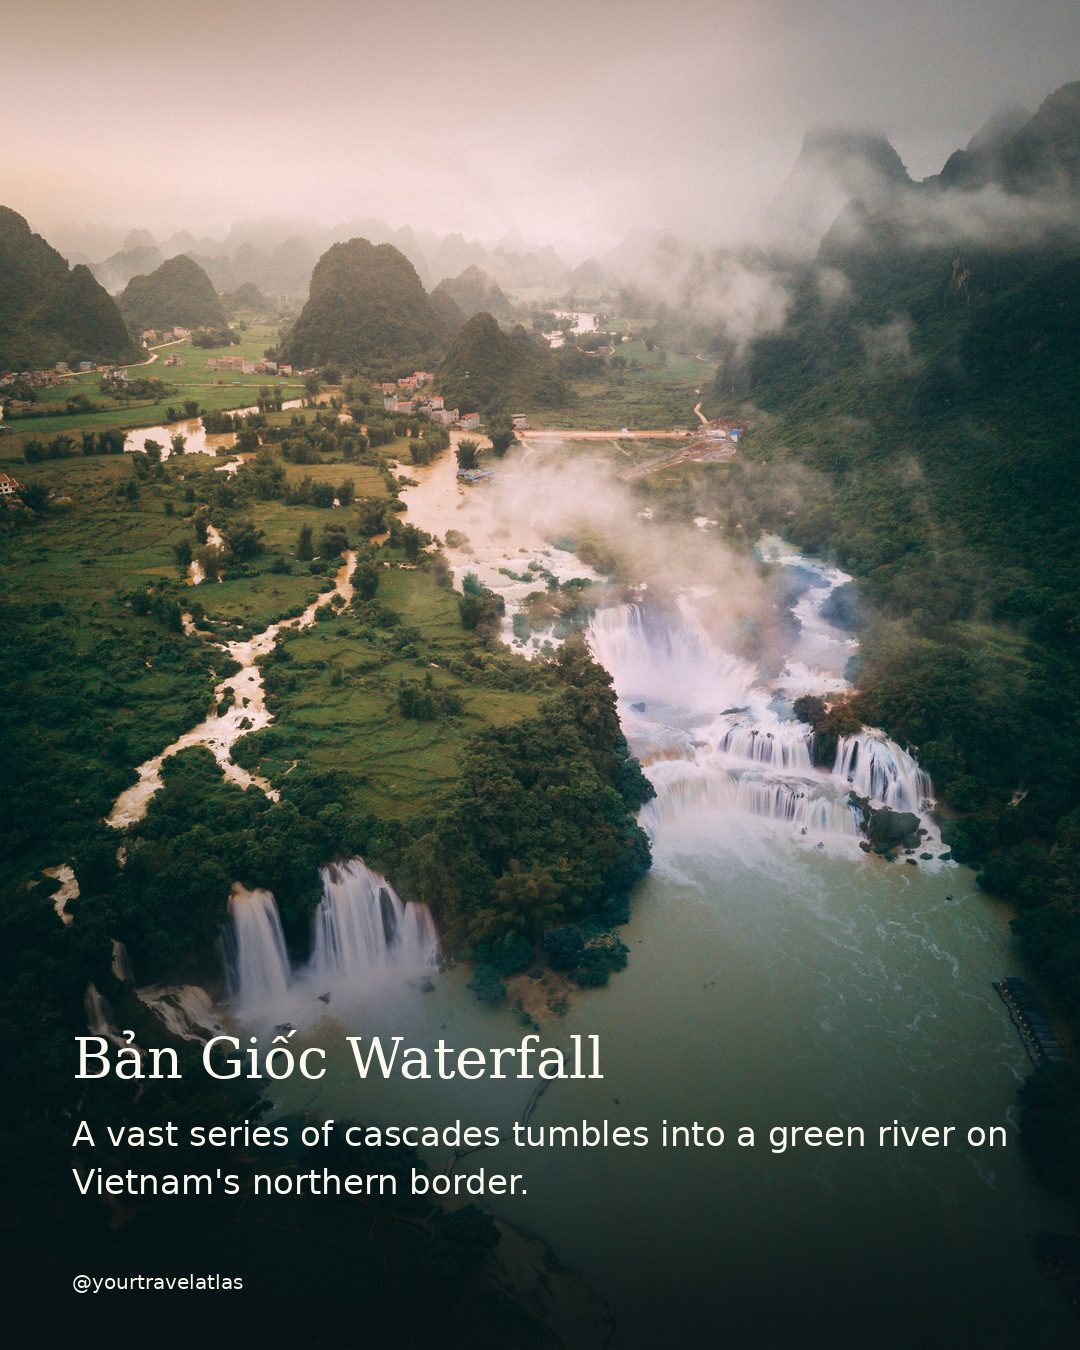 Bản Giốc Waterfall
A vast series of cascades tumbles into a green river on
Vietnam's northern border.
@yourtravelatlas